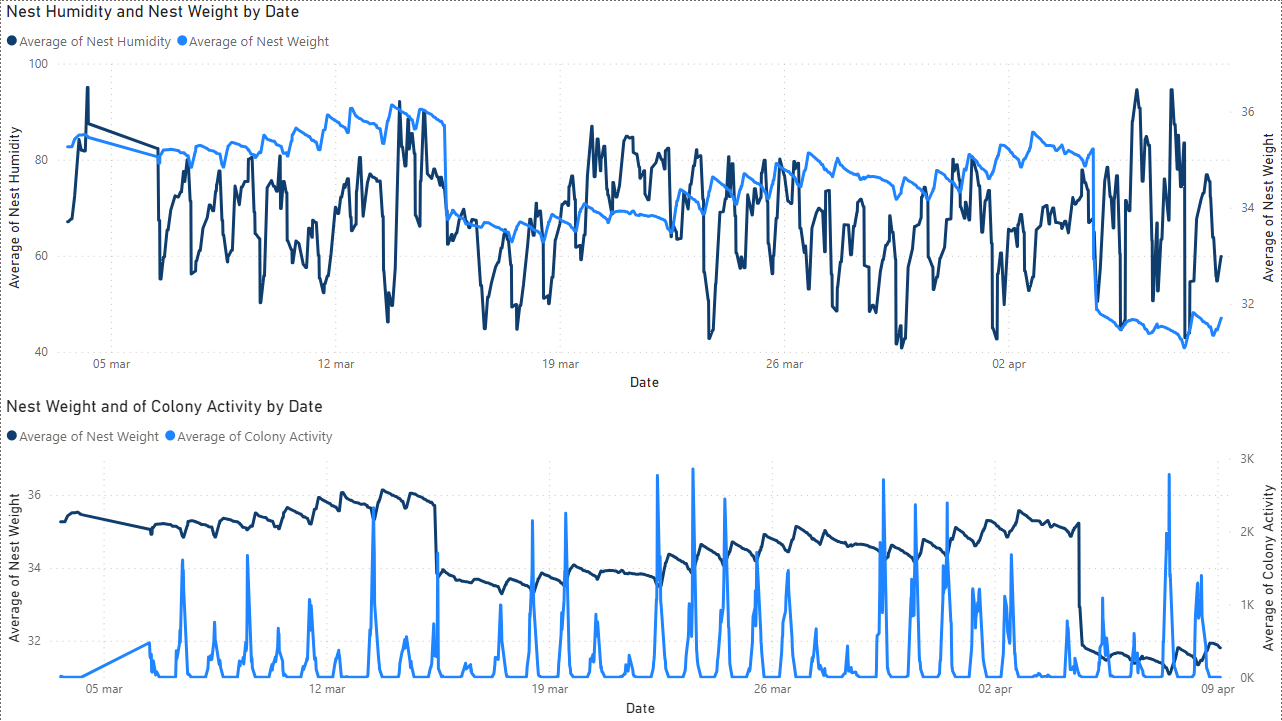 Nest Humidity and Nest Weight by Date
Average of Nest Humidity Average of Nest Weight
100
80
60
40
Average of Nest Humidity
36
34
32
Average of Nest Weight
05 mar 12 mar 19 mar 26 mar 02 apr
Date
Nest Weight and of Colony Activity by Date
Average of Nest Weight Average of Colony Activity
36
34
32
Average of Nest Weight
3K
2K
1K
0K
Average of Colony Activity
05 mar 12 mar 19 mar 26 mar 02 apr 09 apr
Date